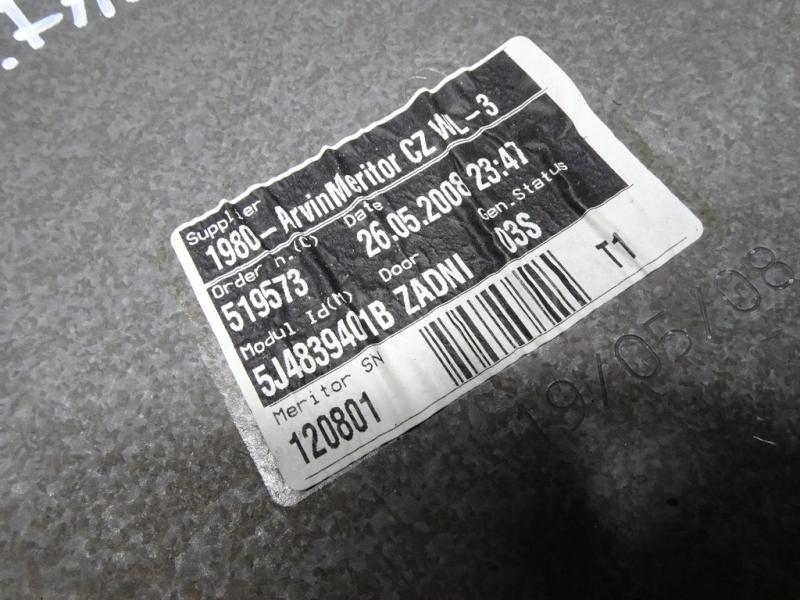 Supplier
1980-ArvinMeritor CZ WL-3
Order n.(C) Date
519573 26.05.2008 23:47
Modul Id(M) Door Gen.Status
5J4839401B ZADNI 03S
Meritor SN
120801 T1
19/05/08